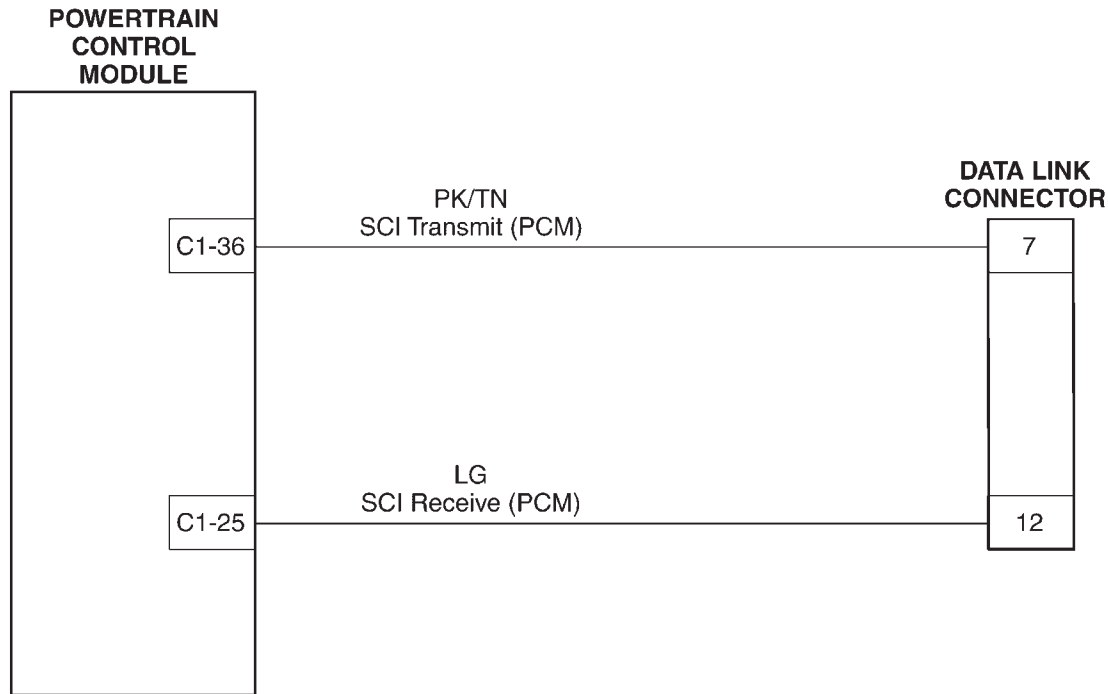 POWERTRAIN
CONTROL
MODULE
DATA LINK
CONNECTOR
PK/TN
SCI Transmit (PCM)
C1-36
7
LG
SCI Receive (PCM)
C1-25
12